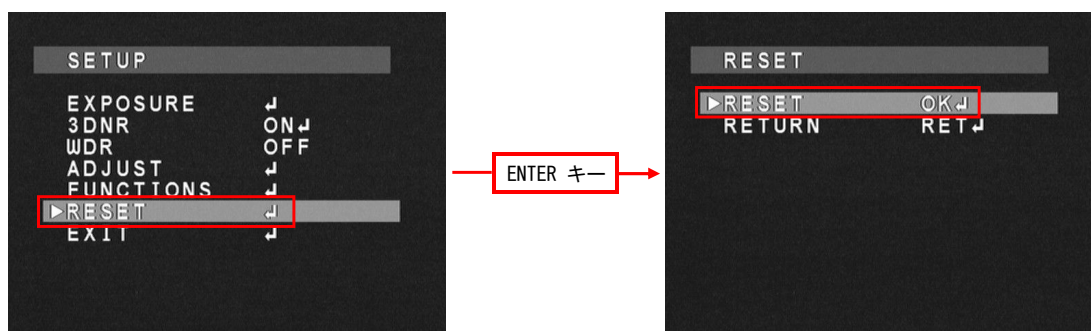 SETUP
EXPOSURE ↲
3DNR ON↲
WDR OFF
ADJUST ↲
FUNCTIONS ↲
▷RESET ↲
EXIT ↲
ENTER キー
RESET
▷RESET OK↲
RETURN RET↲